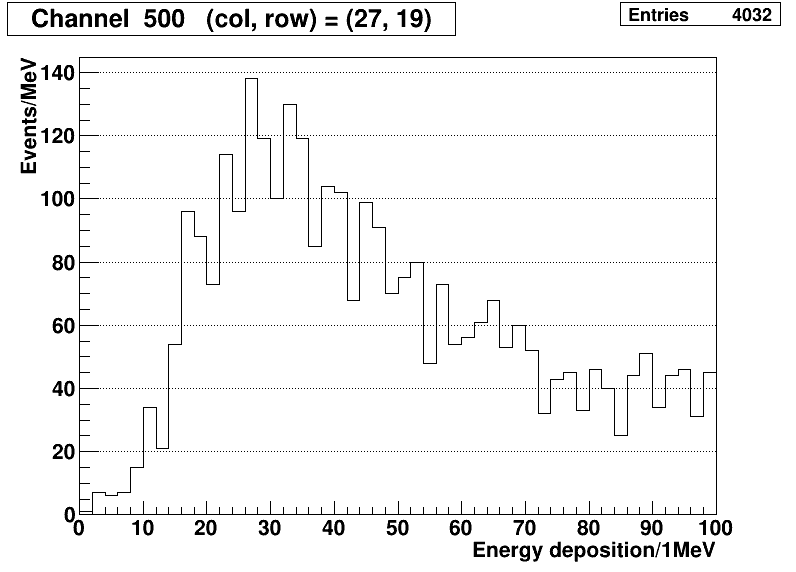 Channel 500 (col, row) = (27, 19)
Entries 4032
Events/MeV
140
120
100
80
60
40
20
0
0 10 20 30 40 50 60 70 80 90 100
Energy deposition/1MeV